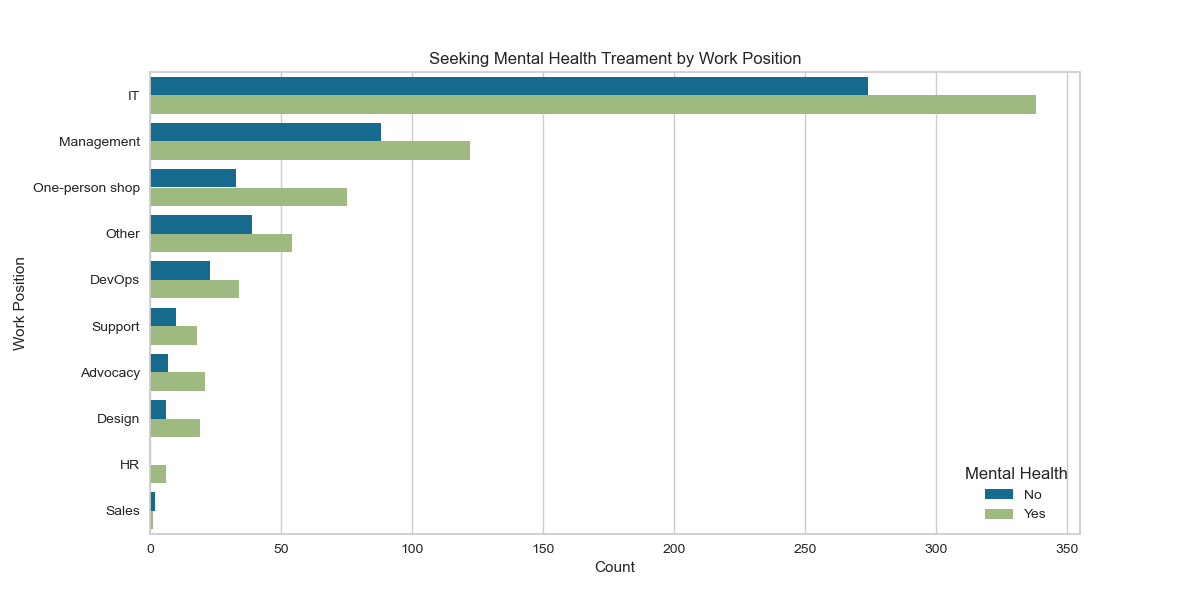 Seeking Mental Health Treament by Work Position
IT
Management
One-person shop
Other
DevOps
Support
Advocacy
Design
HR
Sales
Work Position
Mental Health
No
Yes
0 50 100 150 200 250 300 350
Count